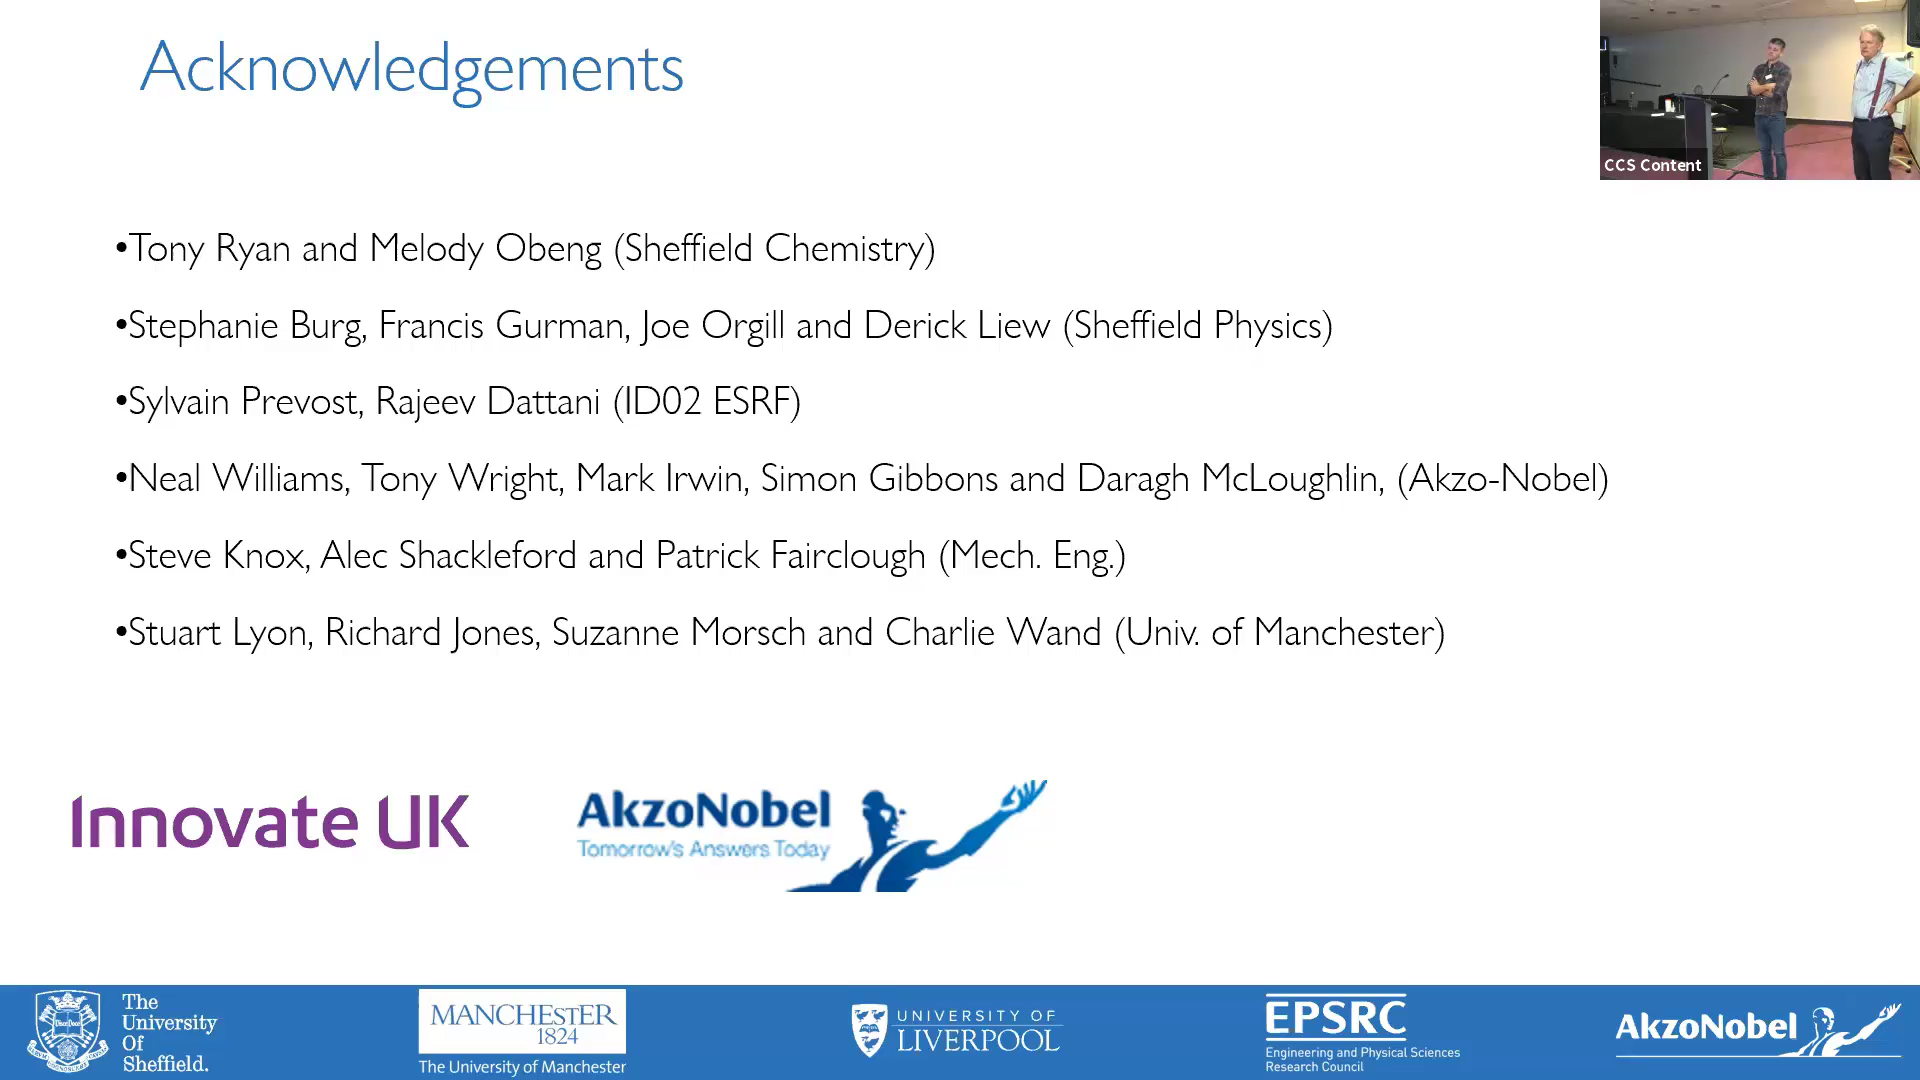 Acknowledgements
CCS Content
•Tony Ryan and Melody Obeng (Sheffield Chemistry)
•Stephanie Burg, Francis Gurman, Joe Orgill and Derick Liew (Sheffield Physics)
•Sylvain Prevost, Rajeev Dattani (ID02 ESRF)
•Neal Williams, Tony Wright, Mark Irwin, Simon Gibbons and Daragh McLoughlin, (Akzo-Nobel)
•Steve Knox, Alec Shackleford and Patrick Fairclough (Mech. Eng.)
•Stuart Lyon, Richard Jones, Suzanne Morsch and Charlie Wand (Univ. of Manchester)
Innovate UK
AkzoNobel
Tomorrow's Answers Today
The
University
Of
Sheffield.
MANCHESTER
1824
The University of Manchester
UNIVERSITY OF
LIVERPOOL
EPSRC
Engineering and Physical Sciences
Research Council
AkzoNobel